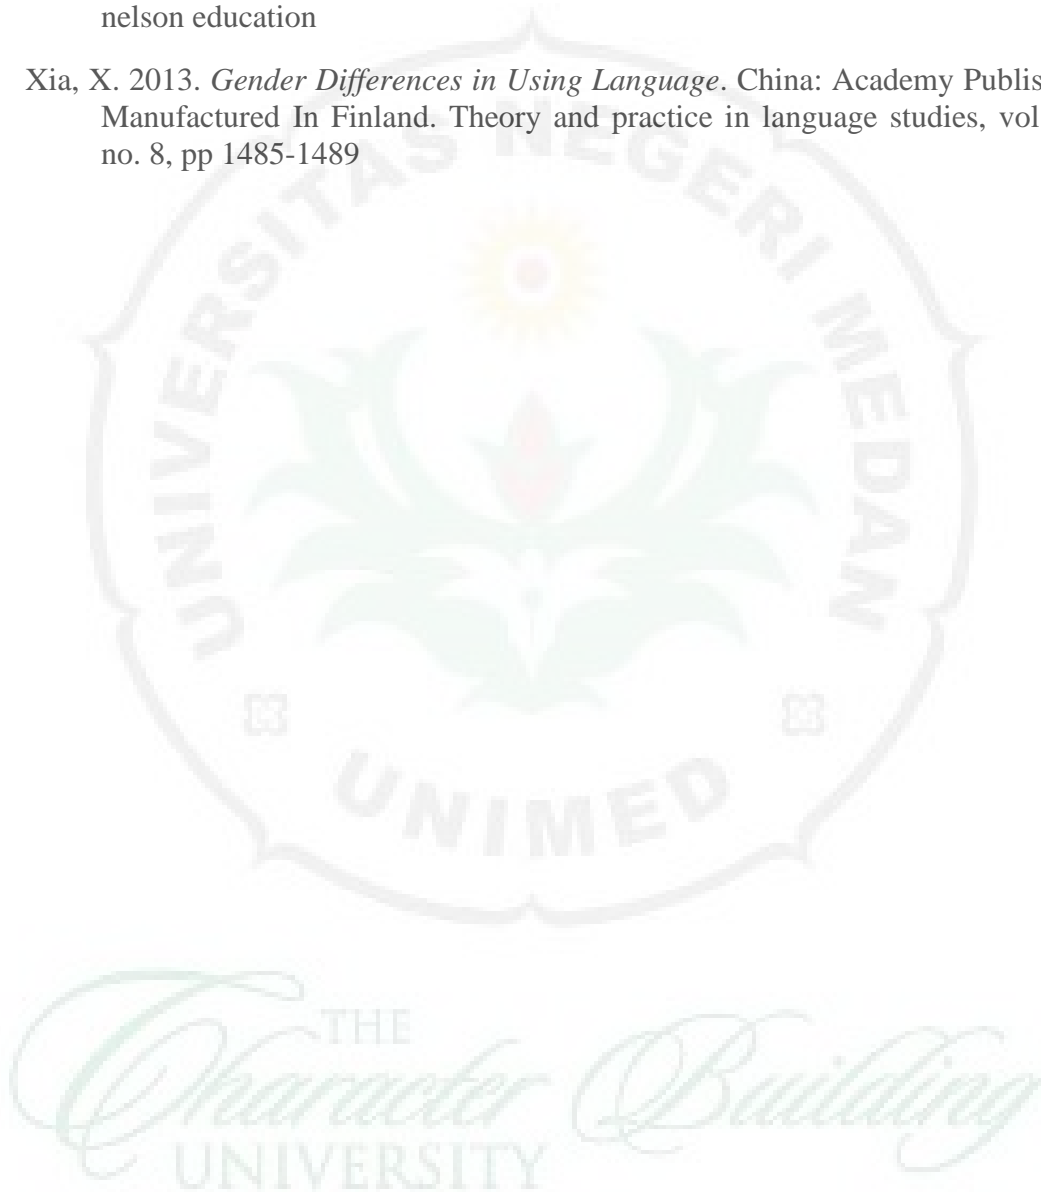 nelson education
Xia, X. 2013. Gender Differences in Using Language. China: Academy Publis
Manufactured In Finland. Theory and practice in language studies, vol
no. 8, pp 1485-1489
UNIVERSITAS NEGERI MEDAN
UNIMED
THE
Character Building
UNIVERSITY